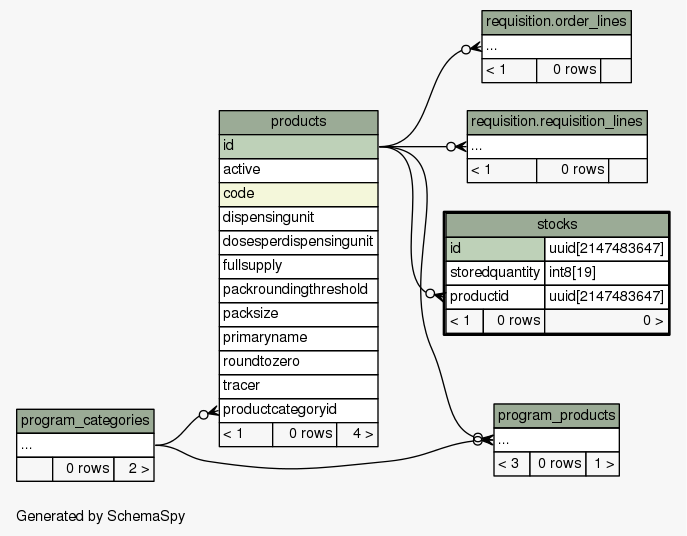 requisition.order_lines
...
< 1 0 rows
requisition.requisition_lines
...
< 1 0 rows
products
id
active
code
dispensingunit
dosesperdispensingunit
fullsupply
packroundingthreshold
packsize
primaryname
roundtozero
tracer
productcategoryid
< 1 0 rows 4 >
stocks
id uuid[2147483647]
storedquantity int8[19]
productid uuid[2147483647]
< 1 0 rows 0 >
program_categories
...
0 rows 2 >
program_products
...
< 3 0 rows 1 >
Generated by SchemaSpy